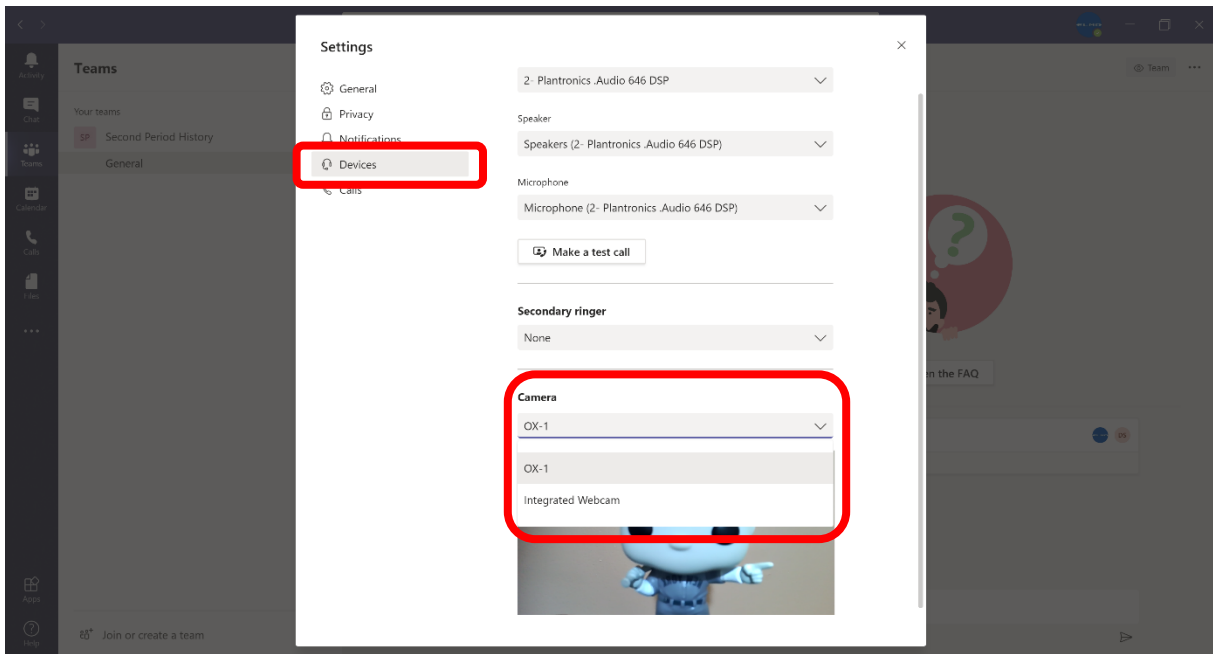 Settings
General
Privacy
Notifications
Devices
Calls
2- Plantronics .Audio 646 DSP
Speaker
Speakers (2- Plantronics .Audio 646 DSP)
Microphone
Microphone (2- Plantronics .Audio 646 DSP)
Make a test call
Secondary ringer
None
Camera
OX-1
OX-1
Integrated Webcam
Activity
Chat
Teams
Calendar
Calls
Files
Apps
Help
Teams
Your teams
SP Second Period History
General
Join or create a team
Team
en the FAQ